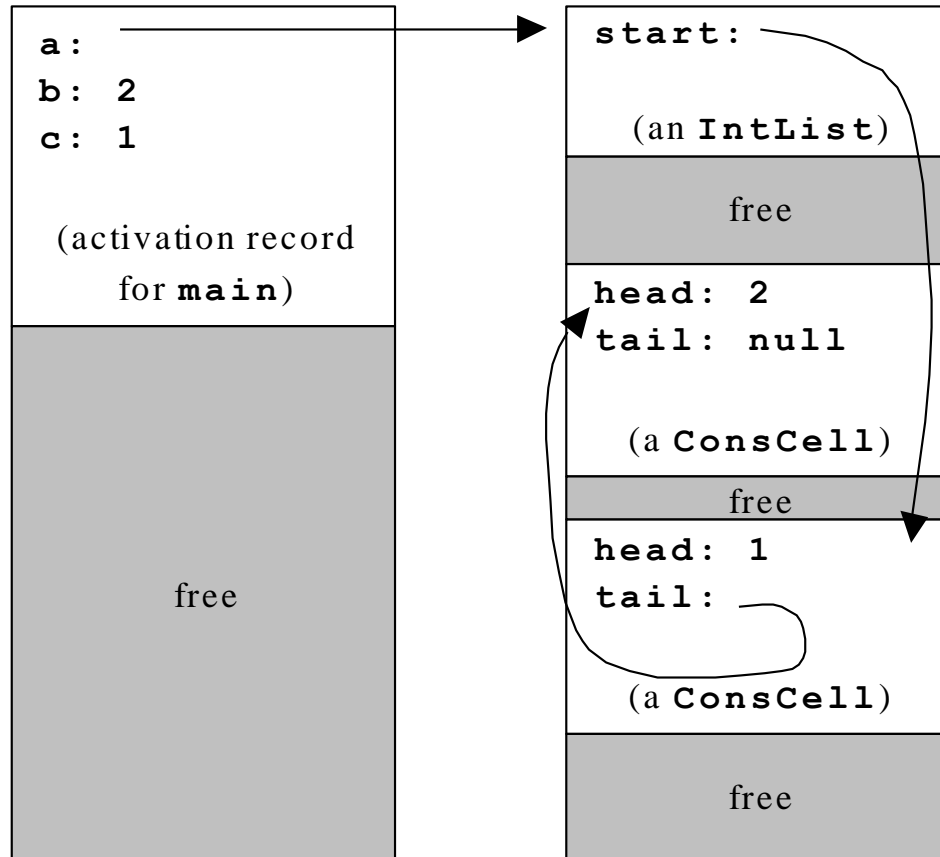 a:
b: 2
c: 1
(activation record
for main)
free
start:
(an IntList)
free
head: 2
tail: null
(a ConsCell)
free
head: 1
tail:
(a ConsCell)
free